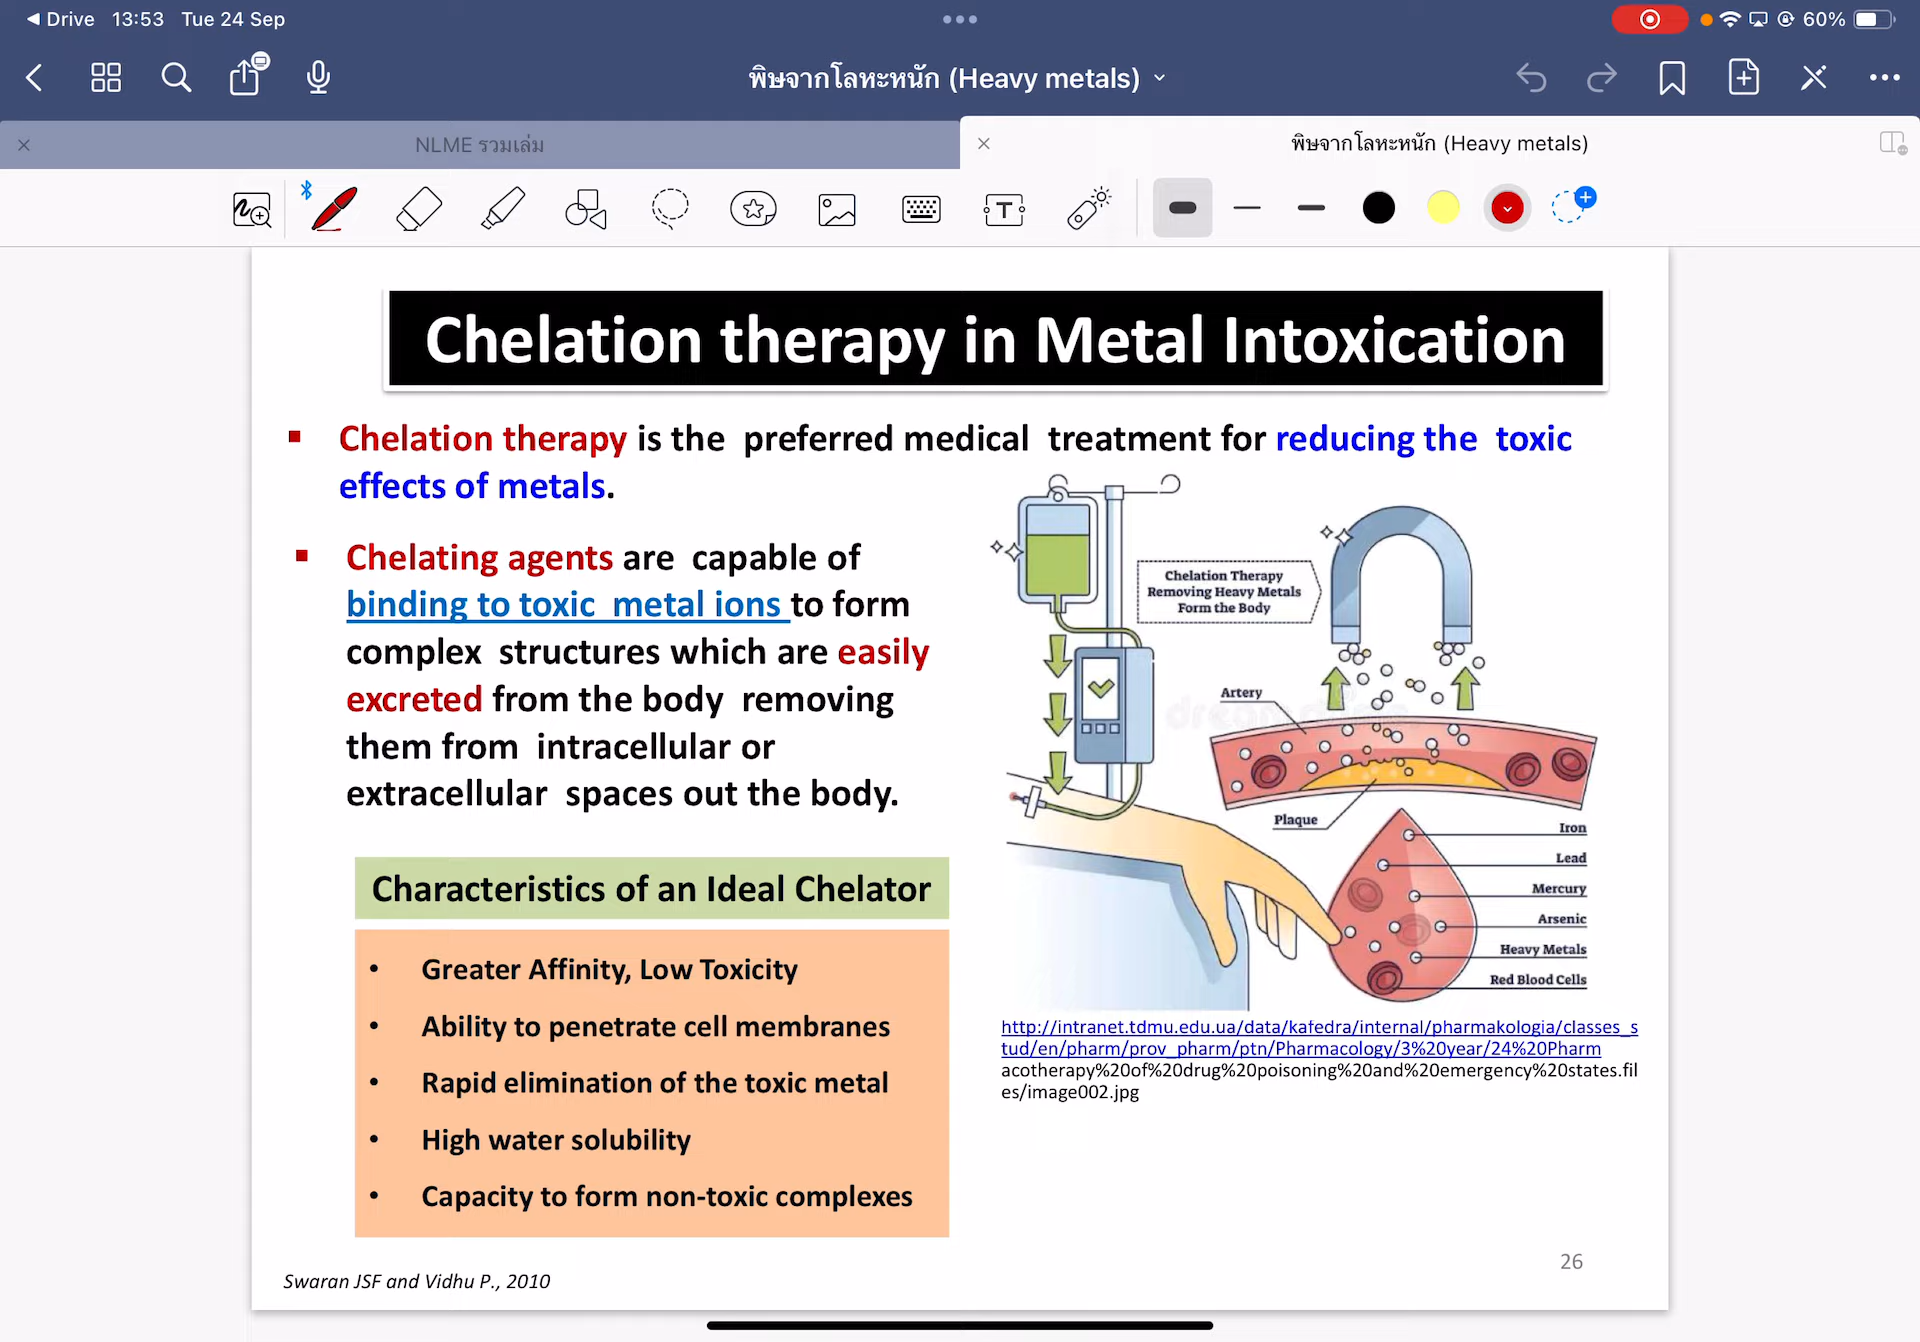 Drive 13:53 Tue 24 Sep
60%
พิษจากโลหะหนัก (Heavy metals)
NLME รวมเล่ม
พิษจากโลหะหนัก (Heavy metals)
T
Chelation therapy in Metal Intoxication
Chelation therapy is the preferred medical treatment for reducing the toxic
effects of metals.
Chelating agents are capable of
binding to toxic metal ions to form
complex structures which are easily
excreted from the body removing
them from intracellular or
extracellular spaces out the body.
Characteristics of an Ideal Chelator
• Greater Affinity, Low Toxicity
• Ability to penetrate cell membranes
• Rapid elimination of the toxic metal
• High water solubility
• Capacity to form non-toxic complexes
Swaran JSF and Vidhu P., 2010
Chelation Therapy
Removing Heavy Metals
Form the Body
Artery
Plaque
Iron
Lead
Mercury
Arsenic
Heavy Metals
Red Blood Cells
http://intranet.tdmu.edu.ua/data/kafedra/internal/pharmakologia/classes_s
tud/en/pharm/prov_pharm/ptn/Pharmacology/3%20year/24%20Pharm
acotherapy%20of%20drug%20poisoning%20and%20emergency%20states.fil
es/image002.jpg
26